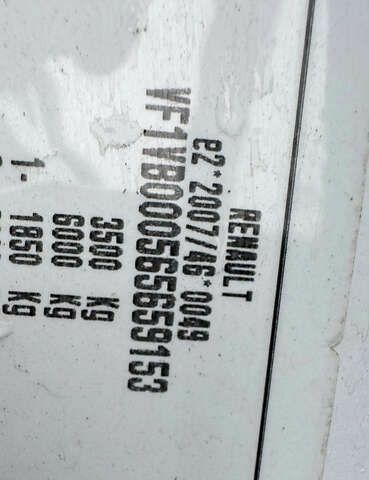 RENAULT
e2*2007/46*0049
VF1VB000565659153
3500 Kg
6000 Kg
1- 1850 Kg